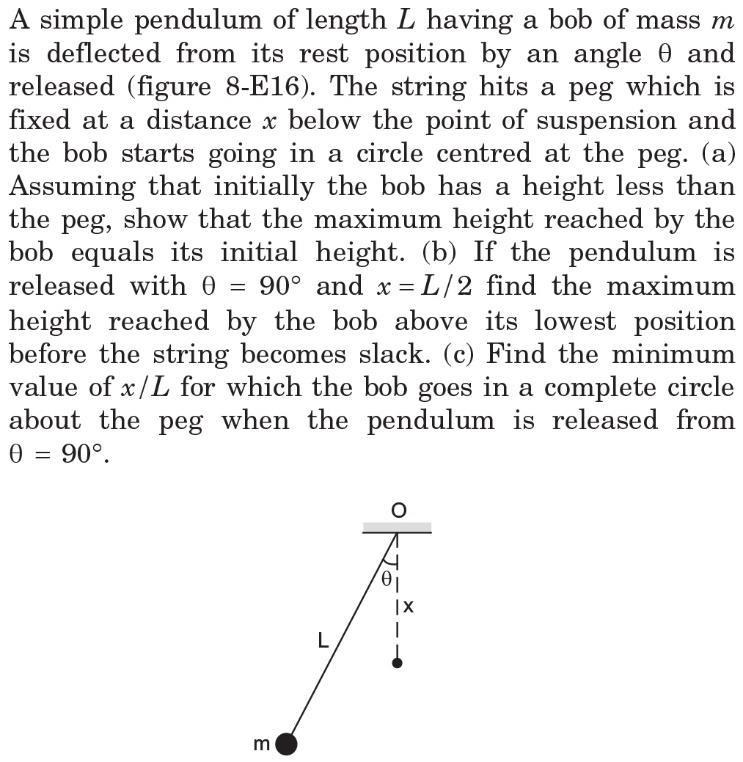 A simple pendulum of length L having a bob of mass m
is deflected from its rest position by an angle θ and
released (figure 8-E16). The string hits a peg which is
fixed at a distance x below the point of suspension and
the bob starts going in a circle centred at the peg. (a)
Assuming that initially the bob has a height less than
the peg, show that the maximum height reached by the
bob equals its initial height. (b) If the pendulum is
released with θ = 90° and x = L/2 find the maximum
height reached by the bob above its lowest position
before the string becomes slack. (c) Find the minimum
value of x/L for which the bob goes in a complete circle
about the peg when the pendulum is released from
θ = 90°.
O
θ
x
L
m